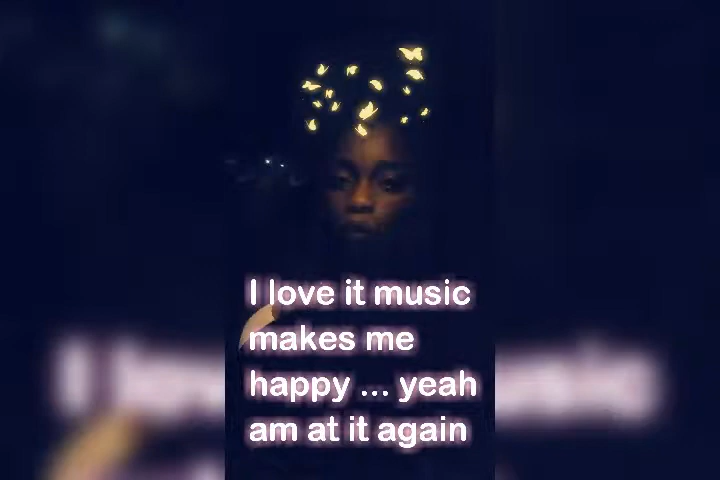 I love it music
makes me
happy ... yeah
am at it again